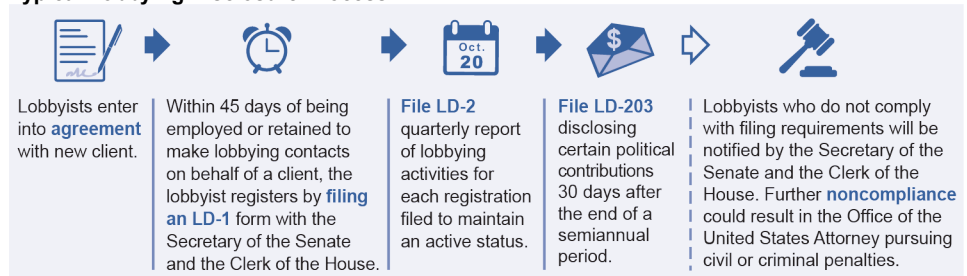 Lobbyists enter
into agreement
with new client.
Within 45 days of being
employed or retained to
make lobbying contacts
on behalf of a client, the
lobbyist registers by filing
an LD-1 form with the
Secretary of the Senate
and the Clerk of the House.
Oct.
20
File LD-2
quarterly report
of lobbying
activities for
each registration
filed to maintain
an active status.
$
File LD-203
disclosing
certain political
contributions
30 days after
the end of a
semiannual
period.
Lobbyists who do not comply
with filing requirements will be
notified by the Secretary of the
Senate and the Clerk of the
House. Further noncompliance
could result in the Office of the
United States Attorney pursuing
civil or criminal penalties.